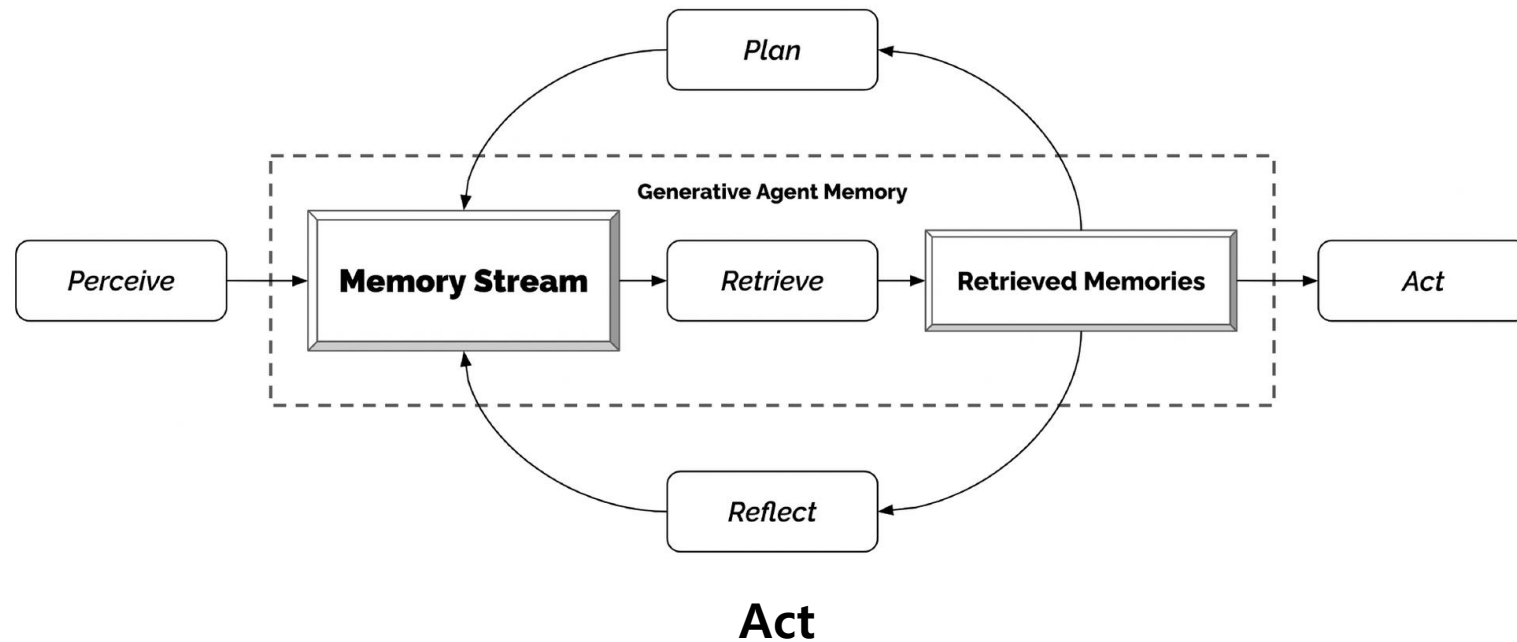 Plan
Generative Agent Memory
Perceive
Memory Stream
Retrieve
Retrieved Memories
Act
Reflect
Act